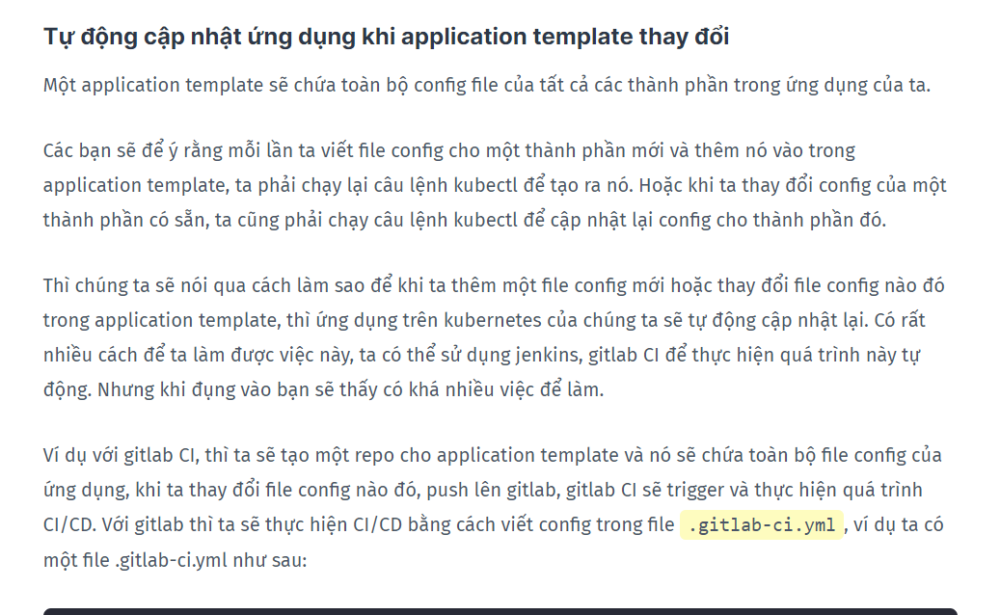 Tự động cập nhật ứng dụng khi application template thay đổi
Một application template sẽ chứa toàn bộ config file của tất cả các thành phần trong ứng dụng của ta.
Các bạn sẽ để ý rằng mỗi lần ta viết file config cho một thành phần mới và thêm nó vào trong
application template, ta phải chạy lại câu lệnh kubectl để tạo ra nó. Hoặc khi ta thay đổi config của một
thành phần có sẵn, ta cũng phải chạy câu lệnh kubectl để cập nhật lại config cho thành phần đó.
Thì chúng ta sẽ nói qua cách làm sao để khi ta thêm một file config mới hoặc thay đổi file config nào đó
trong application template, thì ứng dụng trên kubernetes của chúng ta sẽ tự động cập nhật lại. Có rất
nhiều cách để ta làm được việc này, ta có thể sử dụng jenkins, gitlab CI để thực hiện quá trình này tự
động. Nhưng khi đụng vào bạn sẽ thấy có khá nhiều việc để làm.
Ví dụ với gitlab CI, thì ta sẽ tạo một repo cho application template và nó sẽ chứa toàn bộ file config của
ứng dụng, khi ta thay đổi file config nào đó, push lên gitlab, gitlab CI sẽ trigger và thực hiện quá trình
CI/CD. Với gitlab thì ta sẽ thực hiện CI/CD bằng cách viết config trong file .gitlab-ci.yml, ví dụ ta có
một file .gitlab-ci.yml như sau: